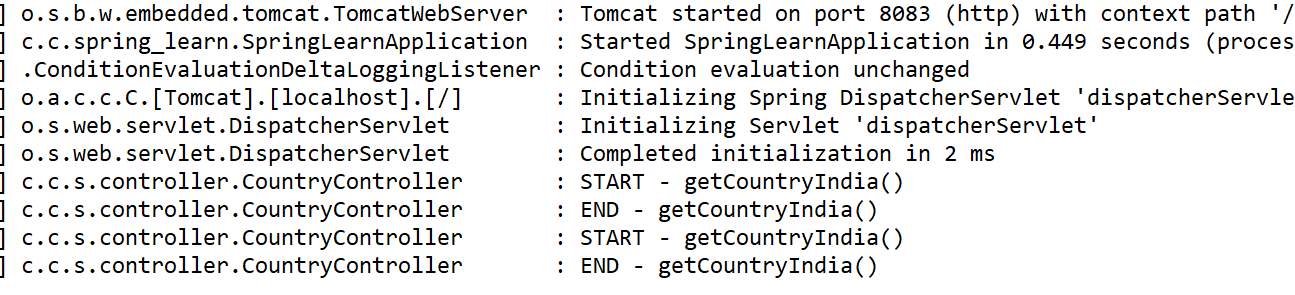 ] o.s.b.w.embedded.tomcat.TomcatWebServer : Tomcat started on port 8083 (http) with context path '/
] c.c.spring_learn.SpringLearnApplication : Started SpringLearnApplication in 0.449 seconds (proces
] .ConditionEvaluationDeltaLoggingListener : Condition evaluation unchanged
] o.a.c.c.C.[Tomcat].[localhost].[/] : Initializing Spring DispatcherServlet 'dispatcherServle
] o.s.web.servlet.DispatcherServlet : Initializing Servlet 'dispatcherServlet'
] o.s.web.servlet.DispatcherServlet : Completed initialization in 2 ms
] c.c.s.controller.CountryController : START - getCountryIndia()
] c.c.s.controller.CountryController : END - getCountryIndia()
] c.c.s.controller.CountryController : START - getCountryIndia()
] c.c.s.controller.CountryController : END - getCountryIndia()